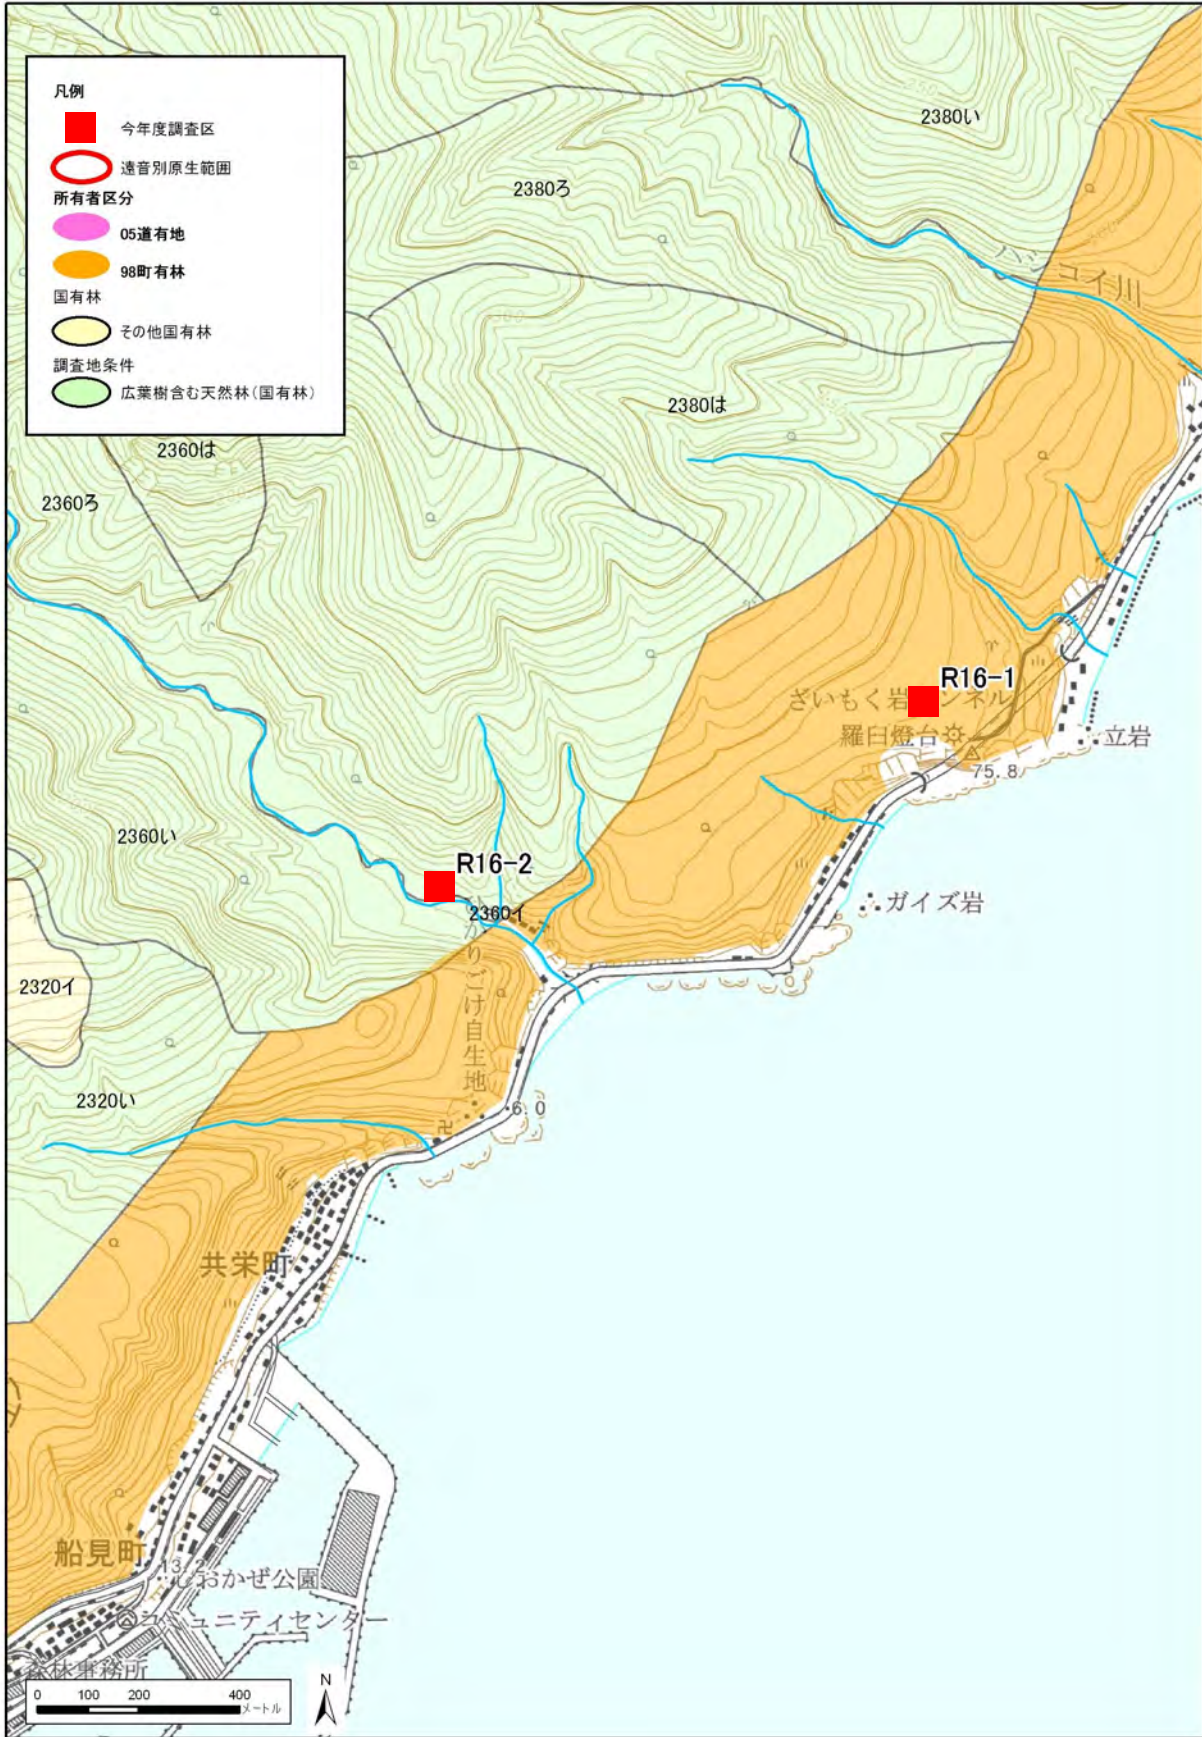 凡例
今年度調査区
遠音別原生範囲
所有者区分
05道有地
98町有林
国有林
その他国有林
調査地条件
広葉樹含む天然林(国有林)
2380い
2380ろ
ハシコイ川
2380は
2360は
2360ろ
R16-1
ざいもく岩トンネル
羅臼燈台
立岩
75.8
2360い
R16-2
2360イ
ガイズ岩
ひかりごけ自生地
2320イ
2320い
6.0
共栄町
船見町
13.2
しおかぜ公園
コミュニティセンター
森林事務所
0 100 200 400
メートル
N